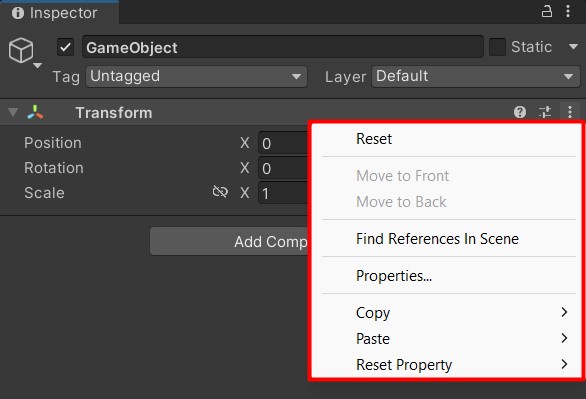 Inspector
GameObject
Static
Tag Untagged Layer Default
Transform
Position X 0
Rotation X 0
Scale X 1
Add Comp
Reset
Move to Front
Move to Back
Find References In Scene
Properties...
Copy
Paste
Reset Property